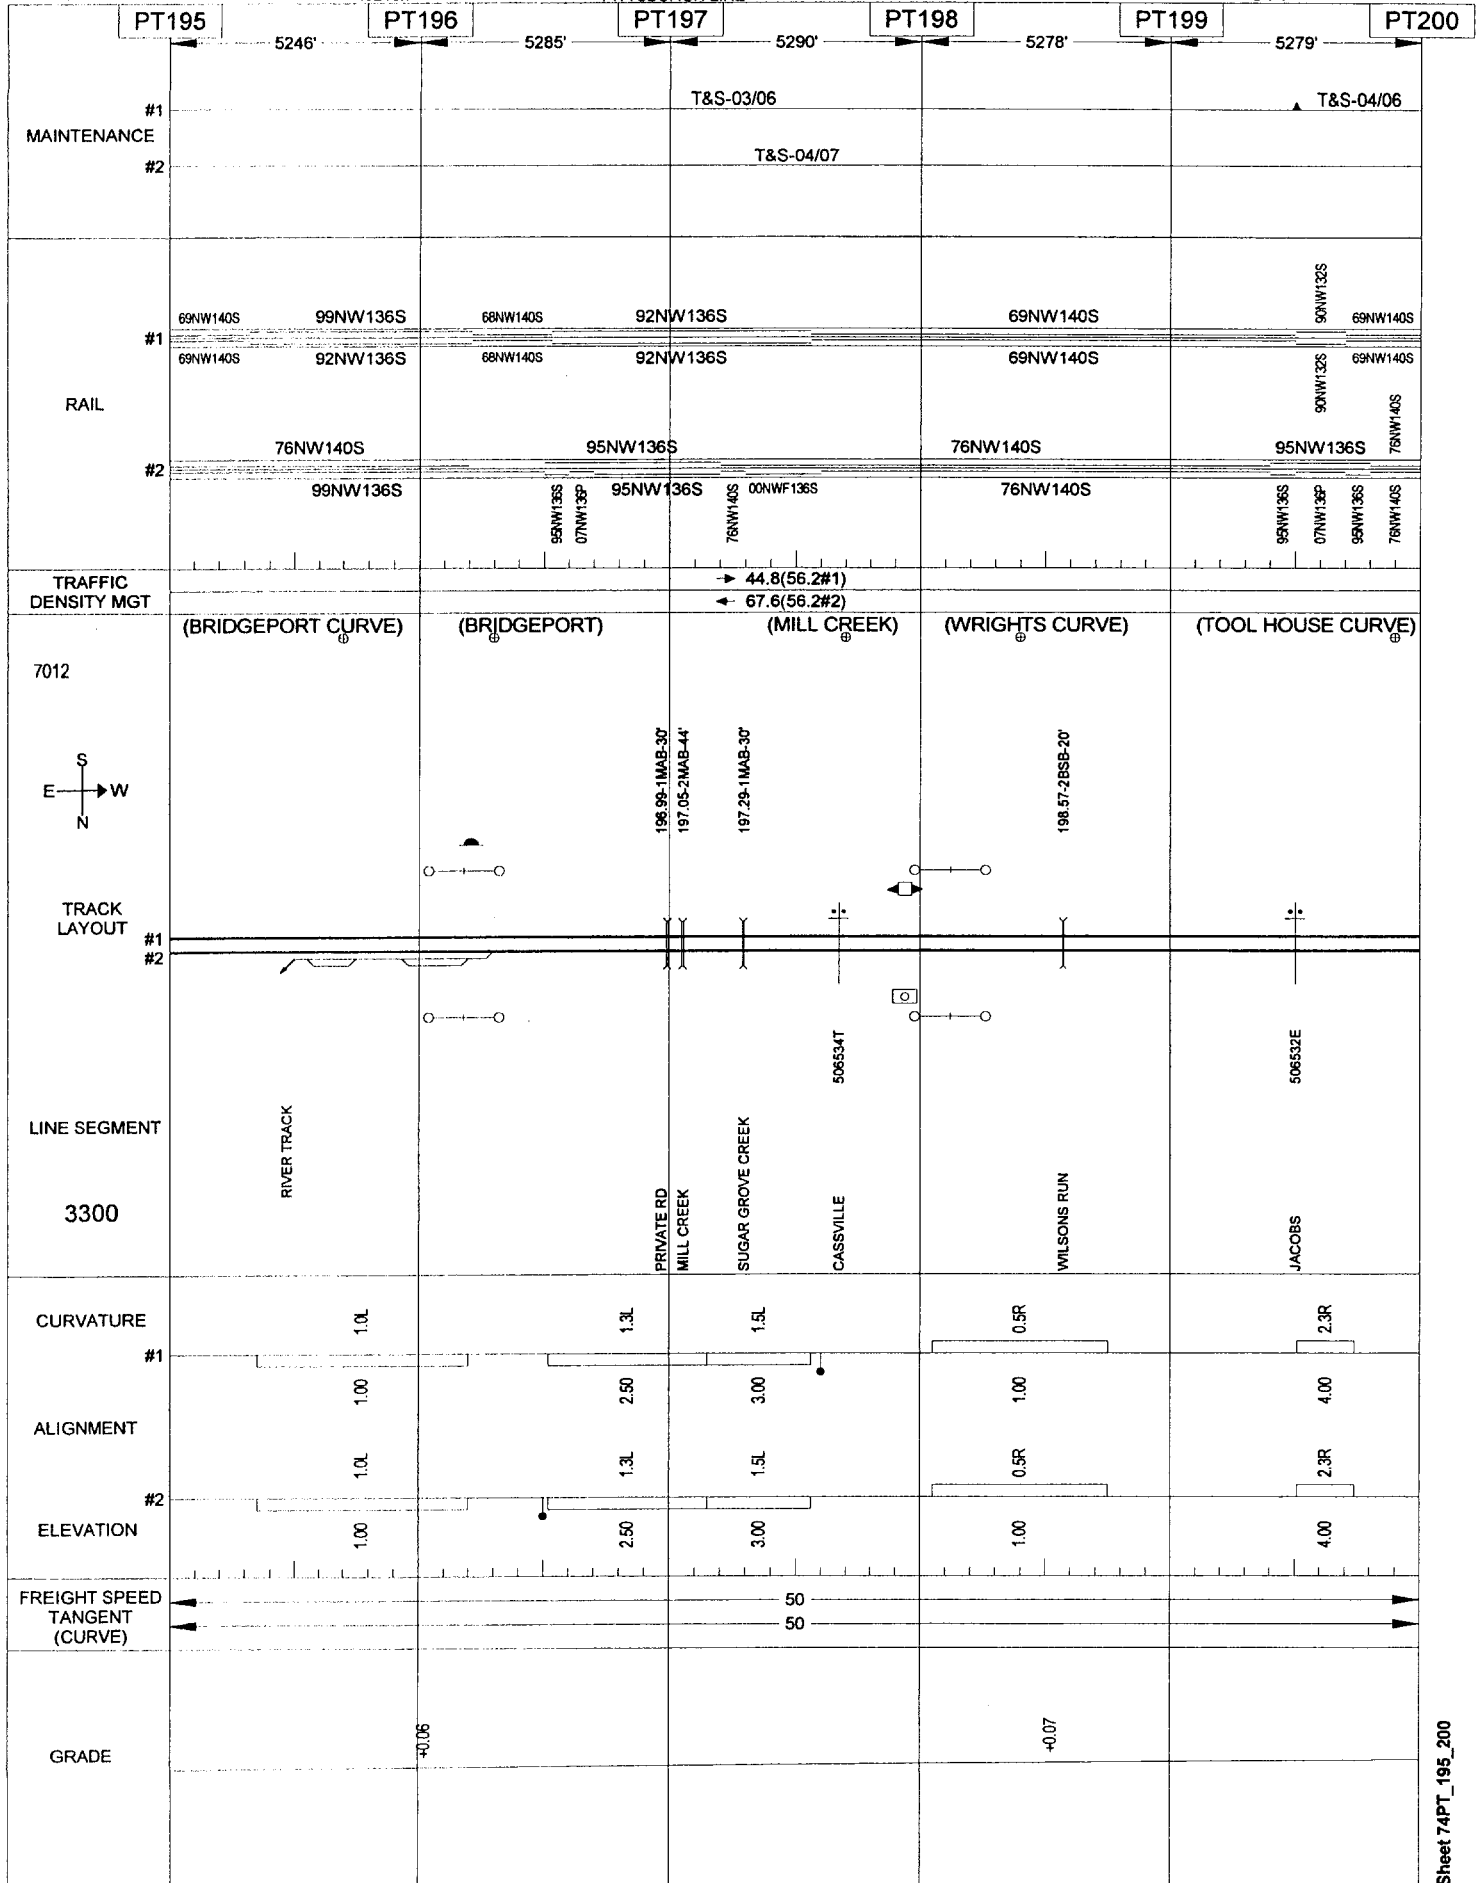 PT195 PT196 PT197 PT198 PT199 PT200
5246' 5285' 5290' 5278' 5279'
MAINTENANCE
#1 T&S-03/06 T&S-04/06
#2 T&S-04/07
RAIL
90NW132S
69NW140S 99NW136S 68NW140S 92NW136S 69NW140S 69NW140S
#1
69NW140S 92NW136S 68NW140S 92NW136S 69NW140S 69NW140S
90NW132S
76NW140S
76NW140S 95NW136S 76NW140S 95NW136S
#2
99NW136S 95NW136S 00NWF136S 76NW140S
95NW136S 07NW136P 76NW140S 95NW136S 07NW136P 95NW136S 76NW140S
TRAFFIC
DENSITY MGT
44.8(56.2#1)
67.6(56.2#2)
(BRIDGEPORT CURVE) (BRIDGEPORT) (MILL CREEK) (WRIGHTS CURVE) (TOOL HOUSE CURVE)
7012
S
E W
N
196.99-1MAB-30'
197.05-2MAB-44'
197.29-1MAB-30'
198.57-2BSB-20'
TRACK
LAYOUT
#1
#2
506534T
506532E
LINE SEGMENT
3300
RIVER TRACK
PRIVATE RD
MILL CREEK
SUGAR GROVE CREEK
CASSVILLE
WILSONS RUN
JACOBS
CURVATURE
1.0L 1.3L 1.5L 0.5R 2.3R
#1
1.00 2.50 3.00 1.00 4.00
ALIGNMENT
1.0L 1.3L 1.5L 0.5R 2.3R
#2
ELEVATION
1.00 2.50 3.00 1.00 4.00
FREIGHT SPEED
TANGENT
(CURVE)
50
50
GRADE
+0.06 +0.07
Sheet 74PT_195_200